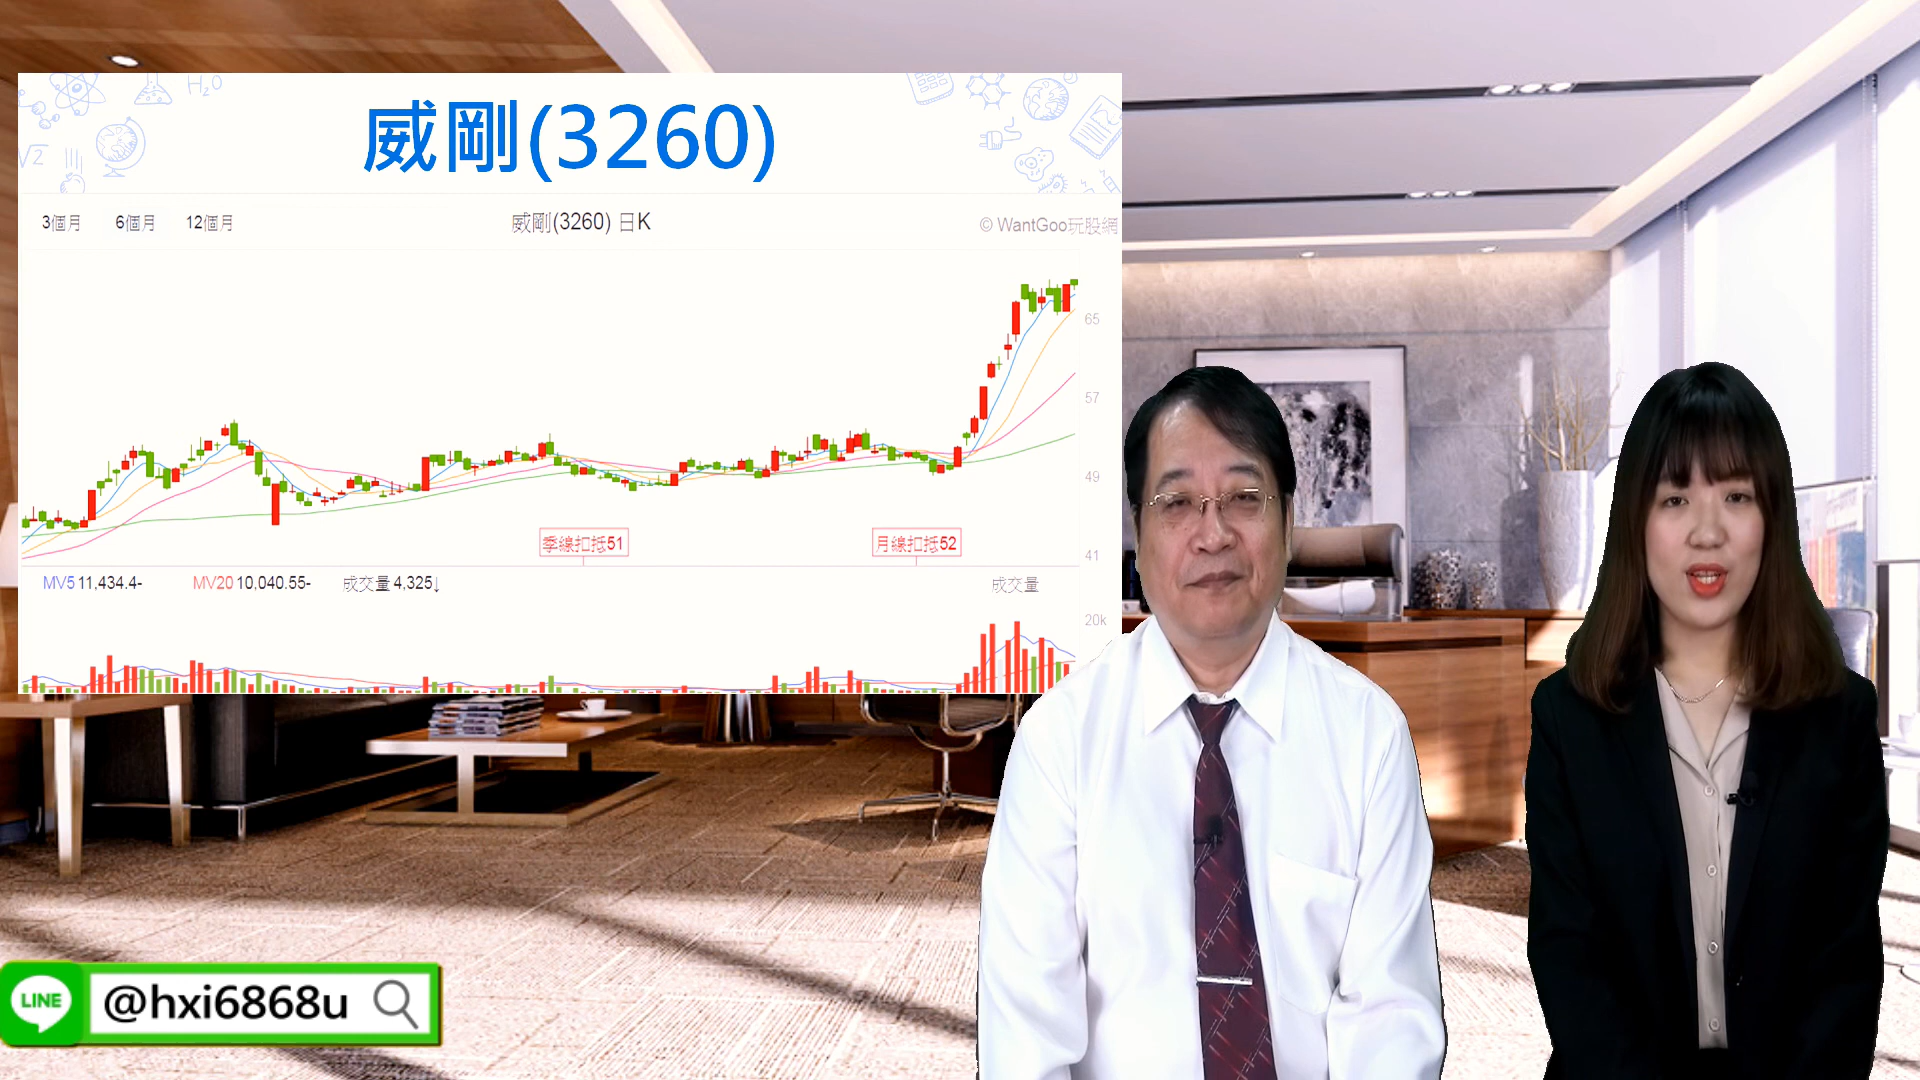 H₂O
√2
威剛(3260)
3個月 6個月 12個月
威剛(3260) 日K
© WantGoo玩股網
65
57
49
41
季線扣抵51
月線扣抵52
MV5 11,434.4- MV20 10,040.55- 成交量 4,325↓
成交量
20k
LINE
@hxi6868u